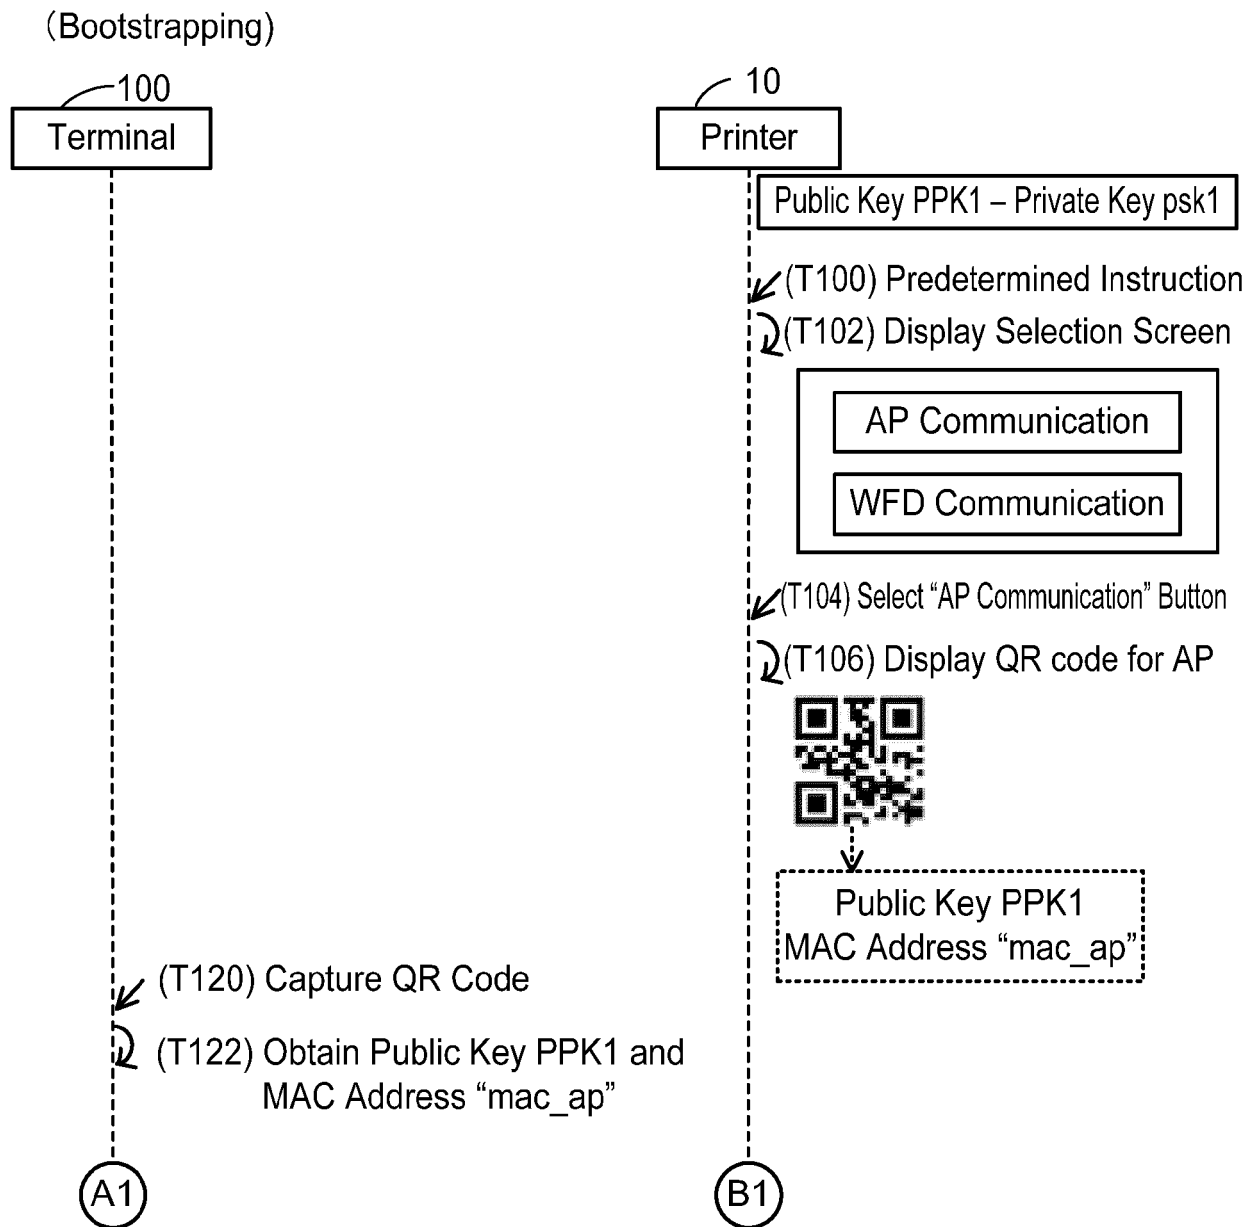 (Bootstrapping)
100
10
Terminal
Printer
Public Key PPK1 – Private Key psk1
(T100) Predetermined Instruction
(T102) Display Selection Screen
AP Communication
WFD Communication
(T104) Select “AP Communication” Button
(T106) Display QR code for AP
Public Key PPK1
MAC Address “mac_ap”
(T120) Capture QR Code
(T122) Obtain Public Key PPK1 and
MAC Address “mac_ap”
A1
B1